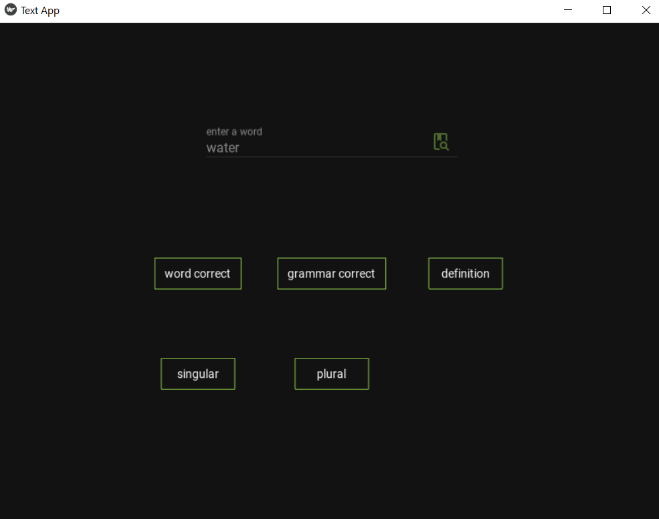 Text App
enter a word
water
word correct grammar correct definition
singular plural